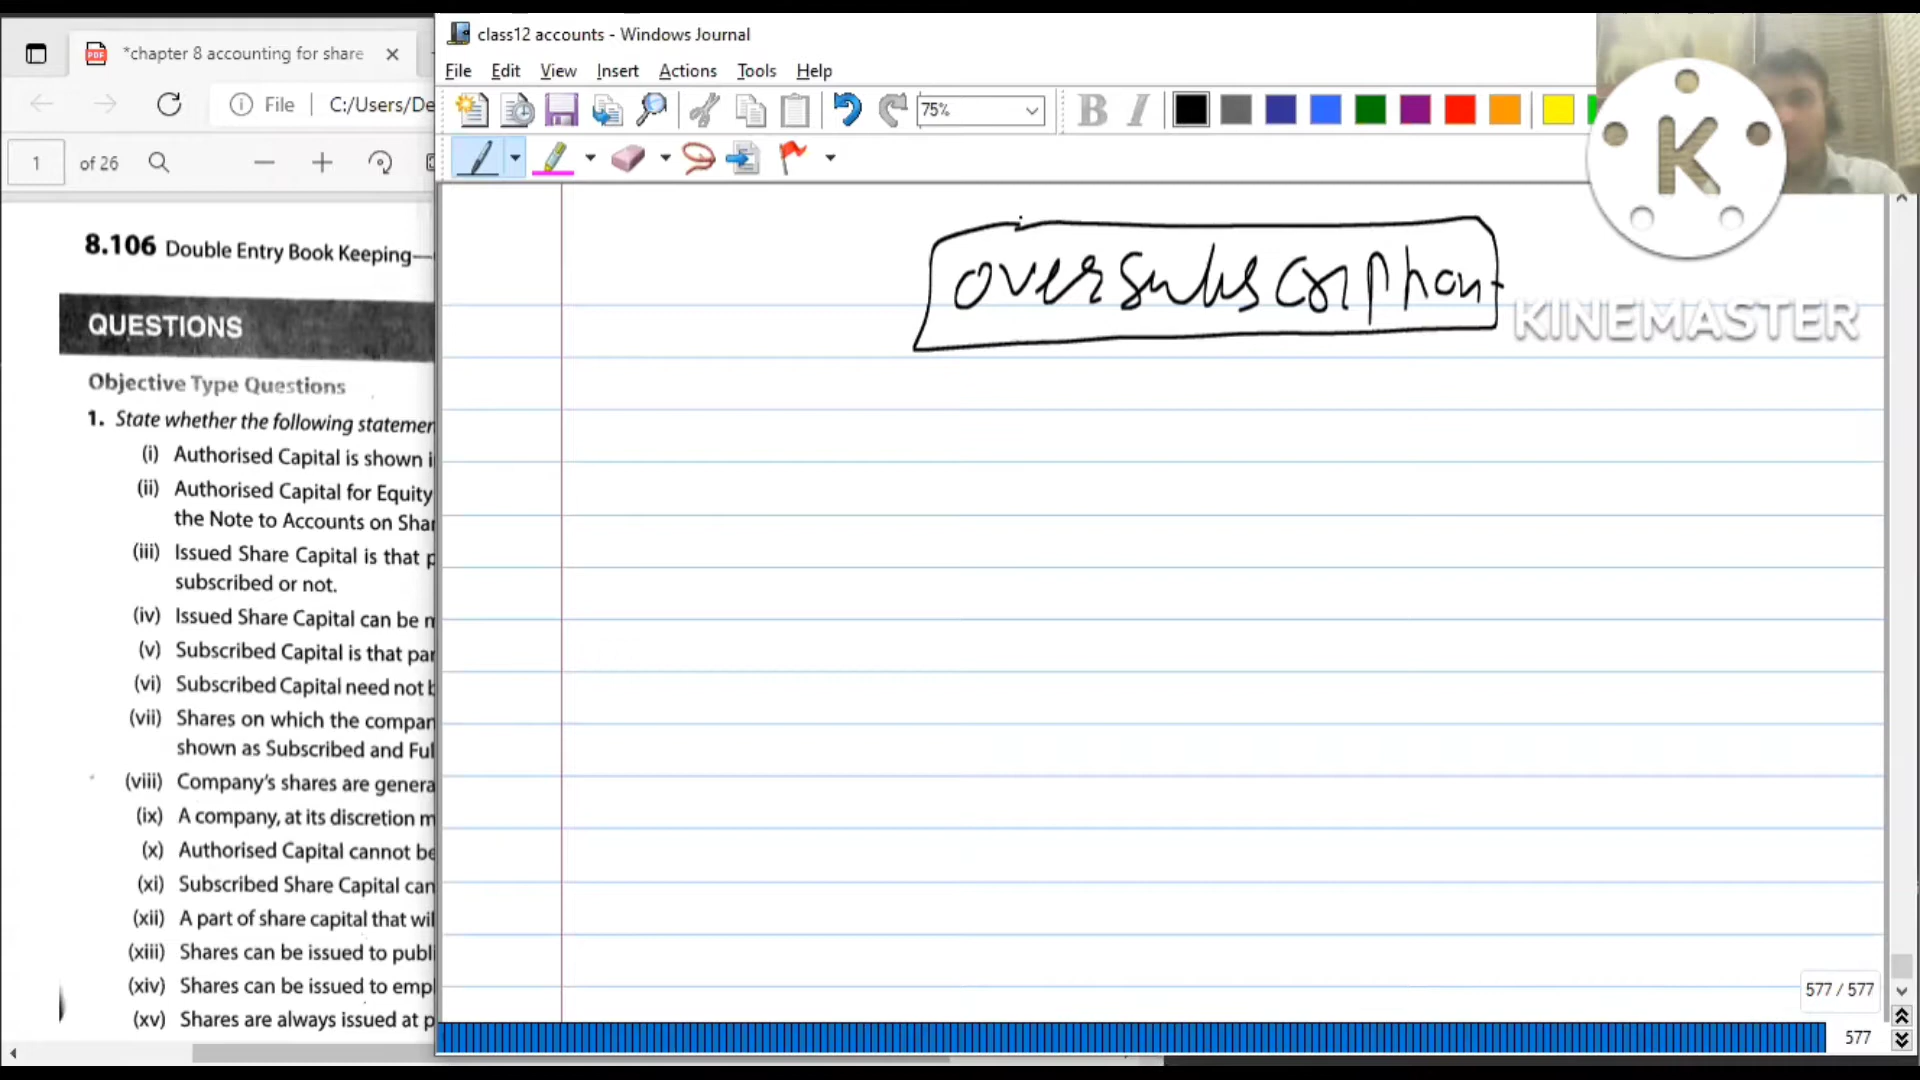 class12 accounts - Windows Journal
*chapter 8 accounting for share
File Edit View Insert Actions Tools Help
File C:/Users/De
75%
B I
1 of 26
K
KINEMASTER
over subscription
8.106 Double Entry Book Keeping—
QUESTIONS
Objective Type Questions
1. State whether the following statemen
(i) Authorised Capital is shown i
(ii) Authorised Capital for Equity
the Note to Accounts on Shar
(iii) Issued Share Capital is that p
subscribed or not.
(iv) Issued Share Capital can be m
(v) Subscribed Capital is that par
(vi) Subscribed Capital need not b
(vii) Shares on which the compan
shown as Subscribed and Ful
(viii) Company's shares are genera
(ix) A company, at its discretion m
(x) Authorised Capital cannot be
(xi) Subscribed Share Capital can
(xii) A part of share capital that wil
(xiii) Shares can be issued to publi
(xiv) Shares can be issued to empl
(xv) Shares are always issued at p
577 / 577
577